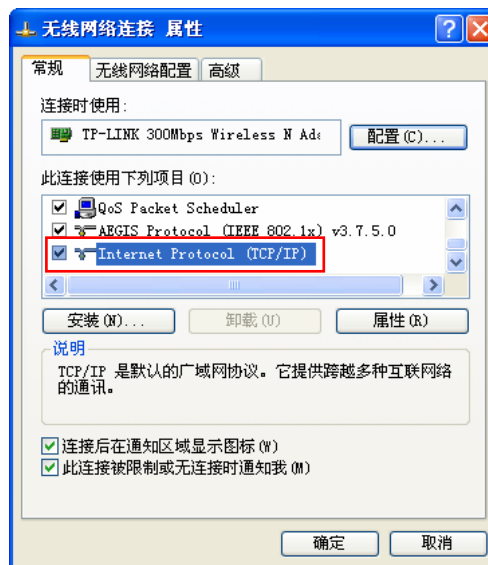 无线网络连接 属性
常规 无线网络配置 高级
连接时使用:
TP-LINK 300Mbps Wireless N Ada
配置(C)...
此连接使用下列项目(O):
QoS Packet Scheduler
AEGIS Protocol (IEEE 802.1x) v3.7.5.0
Internet Protocol (TCP/IP)
安装(N)... 卸载(U) 属性(R)
说明
TCP/IP 是默认的广域网协议。它提供跨越多种互联网络
的通讯。
连接后在通知区域显示图标(W)
此连接被限制或无连接时通知我(M)
确定 取消